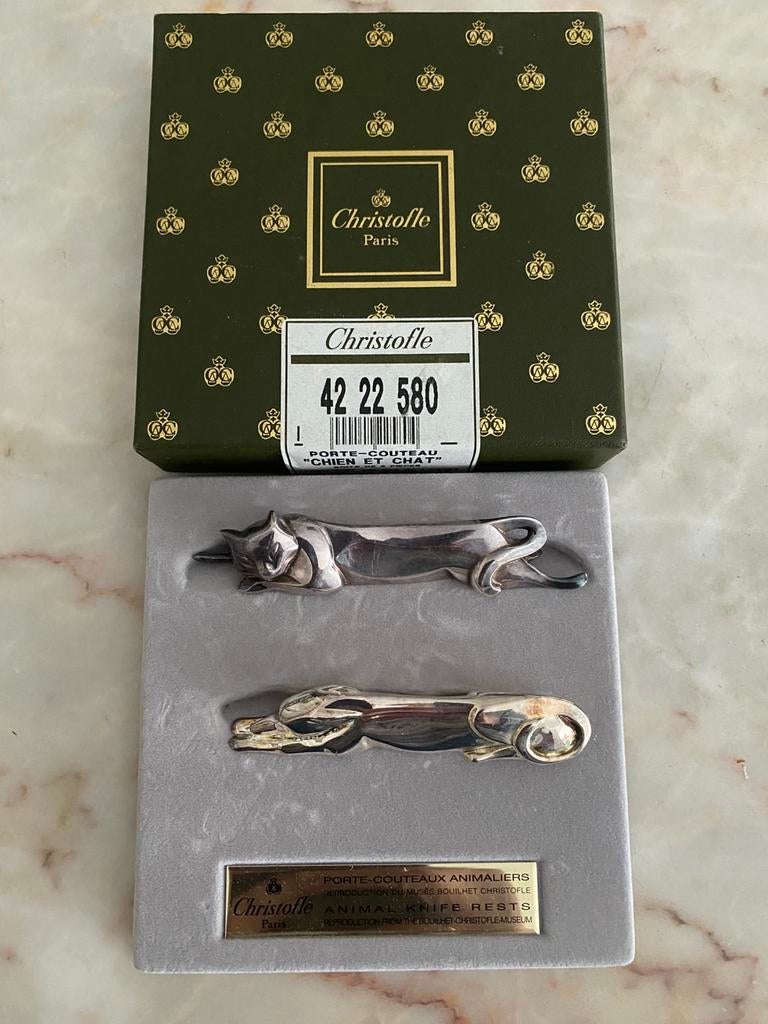 Christofle
Paris
Christofle
42 22 580
PORTE-COUTEAU
"CHIEN ET CHAT"
Christofle
Paris
PORTE-COUTEAUX ANIMALIERS
REPRODUCTION DU MUSÉE BOUILHET CHRISTOFLE
ANIMAL KNIFE RESTS
REPRODUCTION FROM THE BOUILHET-CHRISTOFLE-MUSEUM